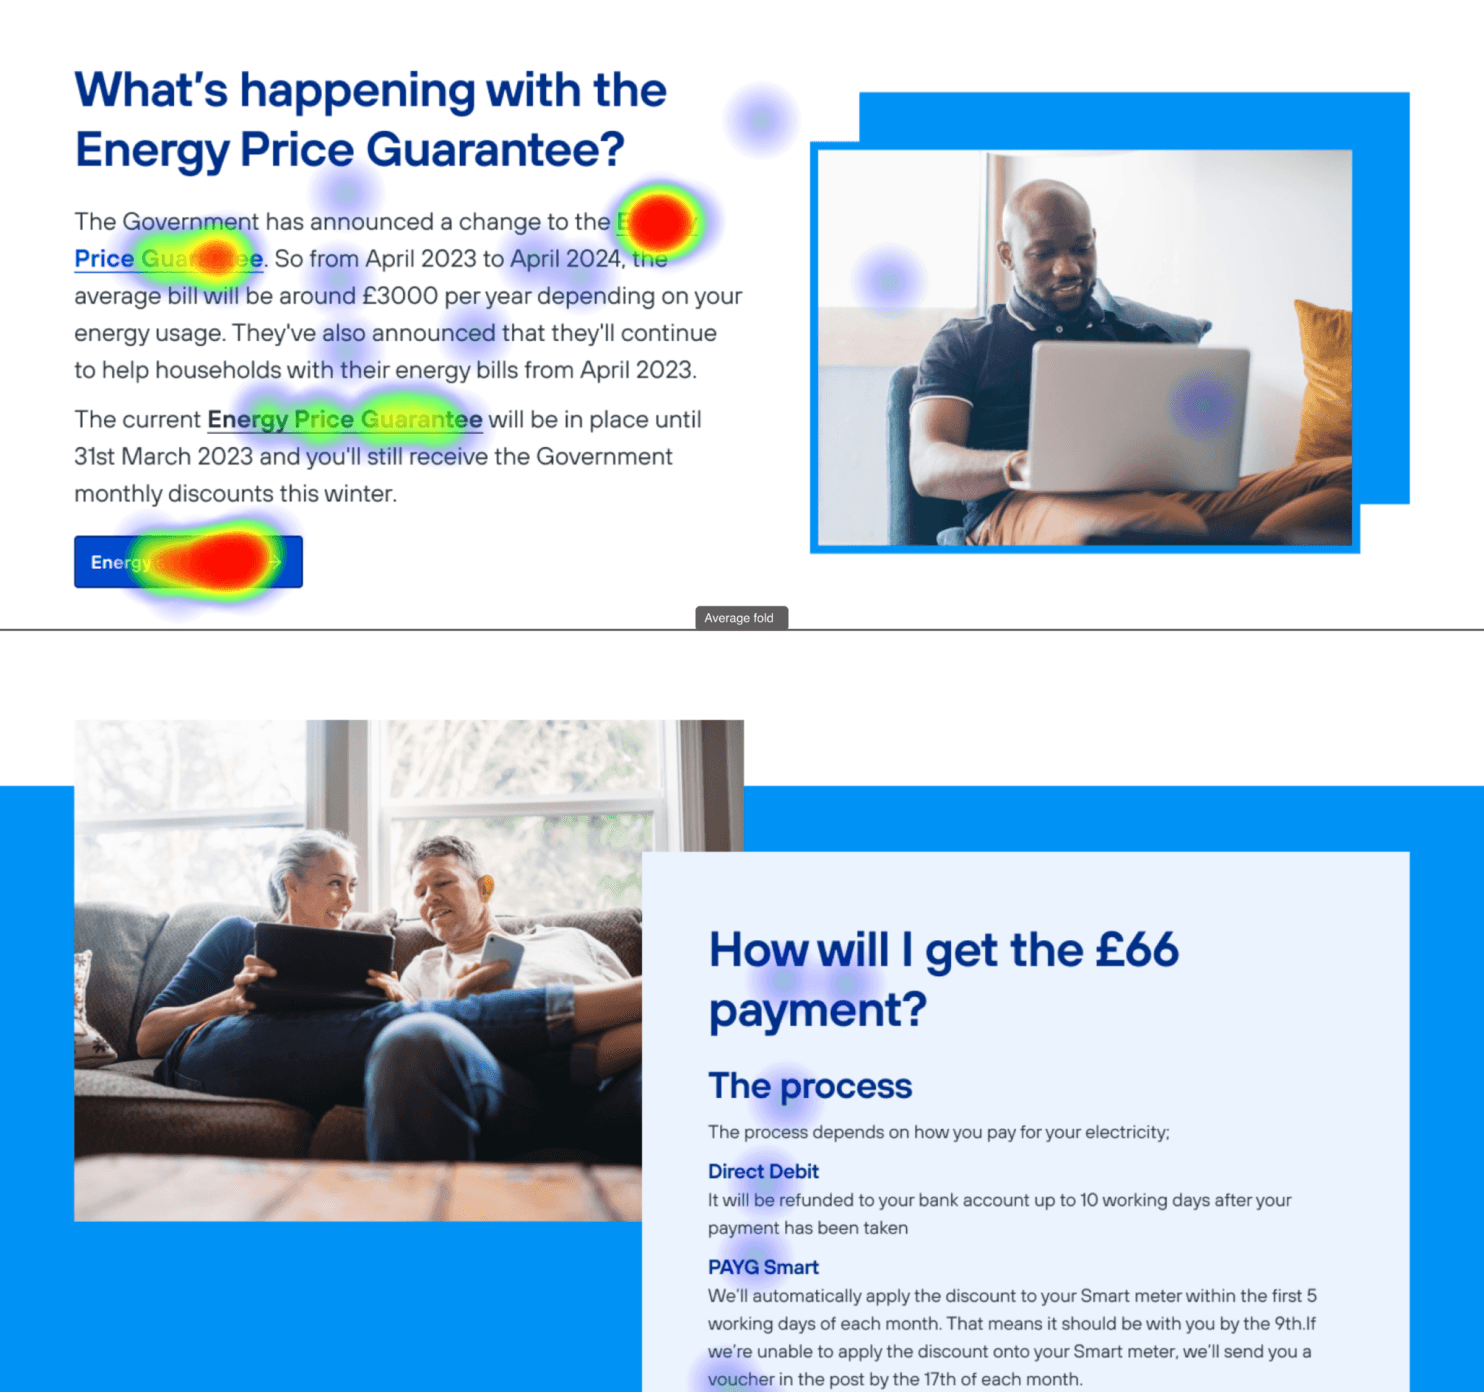 What's happening with the
Energy Price Guarantee?
The Government has announced a change to the
Price Guarantee. So from April 2023 to April 2024, the
average bill will be around £3000 per year depending on your
energy usage. They've also announced that they'll continue
to help households with their energy bills from April 2023.
The current Energy Price Guarantee will be in place until
31st March 2023 and you'll still receive the Government
monthly discounts this winter.
Energy
Average fold
How will I get the £66
payment?
The process
The process depends on how you pay for your electricity;
Direct Debit
It will be refunded to your bank account up to 10 working days after your
payment has been taken
PAYG Smart
We'll automatically apply the discount to your Smart meter within the first 5
working days of each month. That means it should be with you by the 9th.If
we're unable to apply the discount onto your Smart meter, we'll send you a
voucher in the post by the 17th of each month.